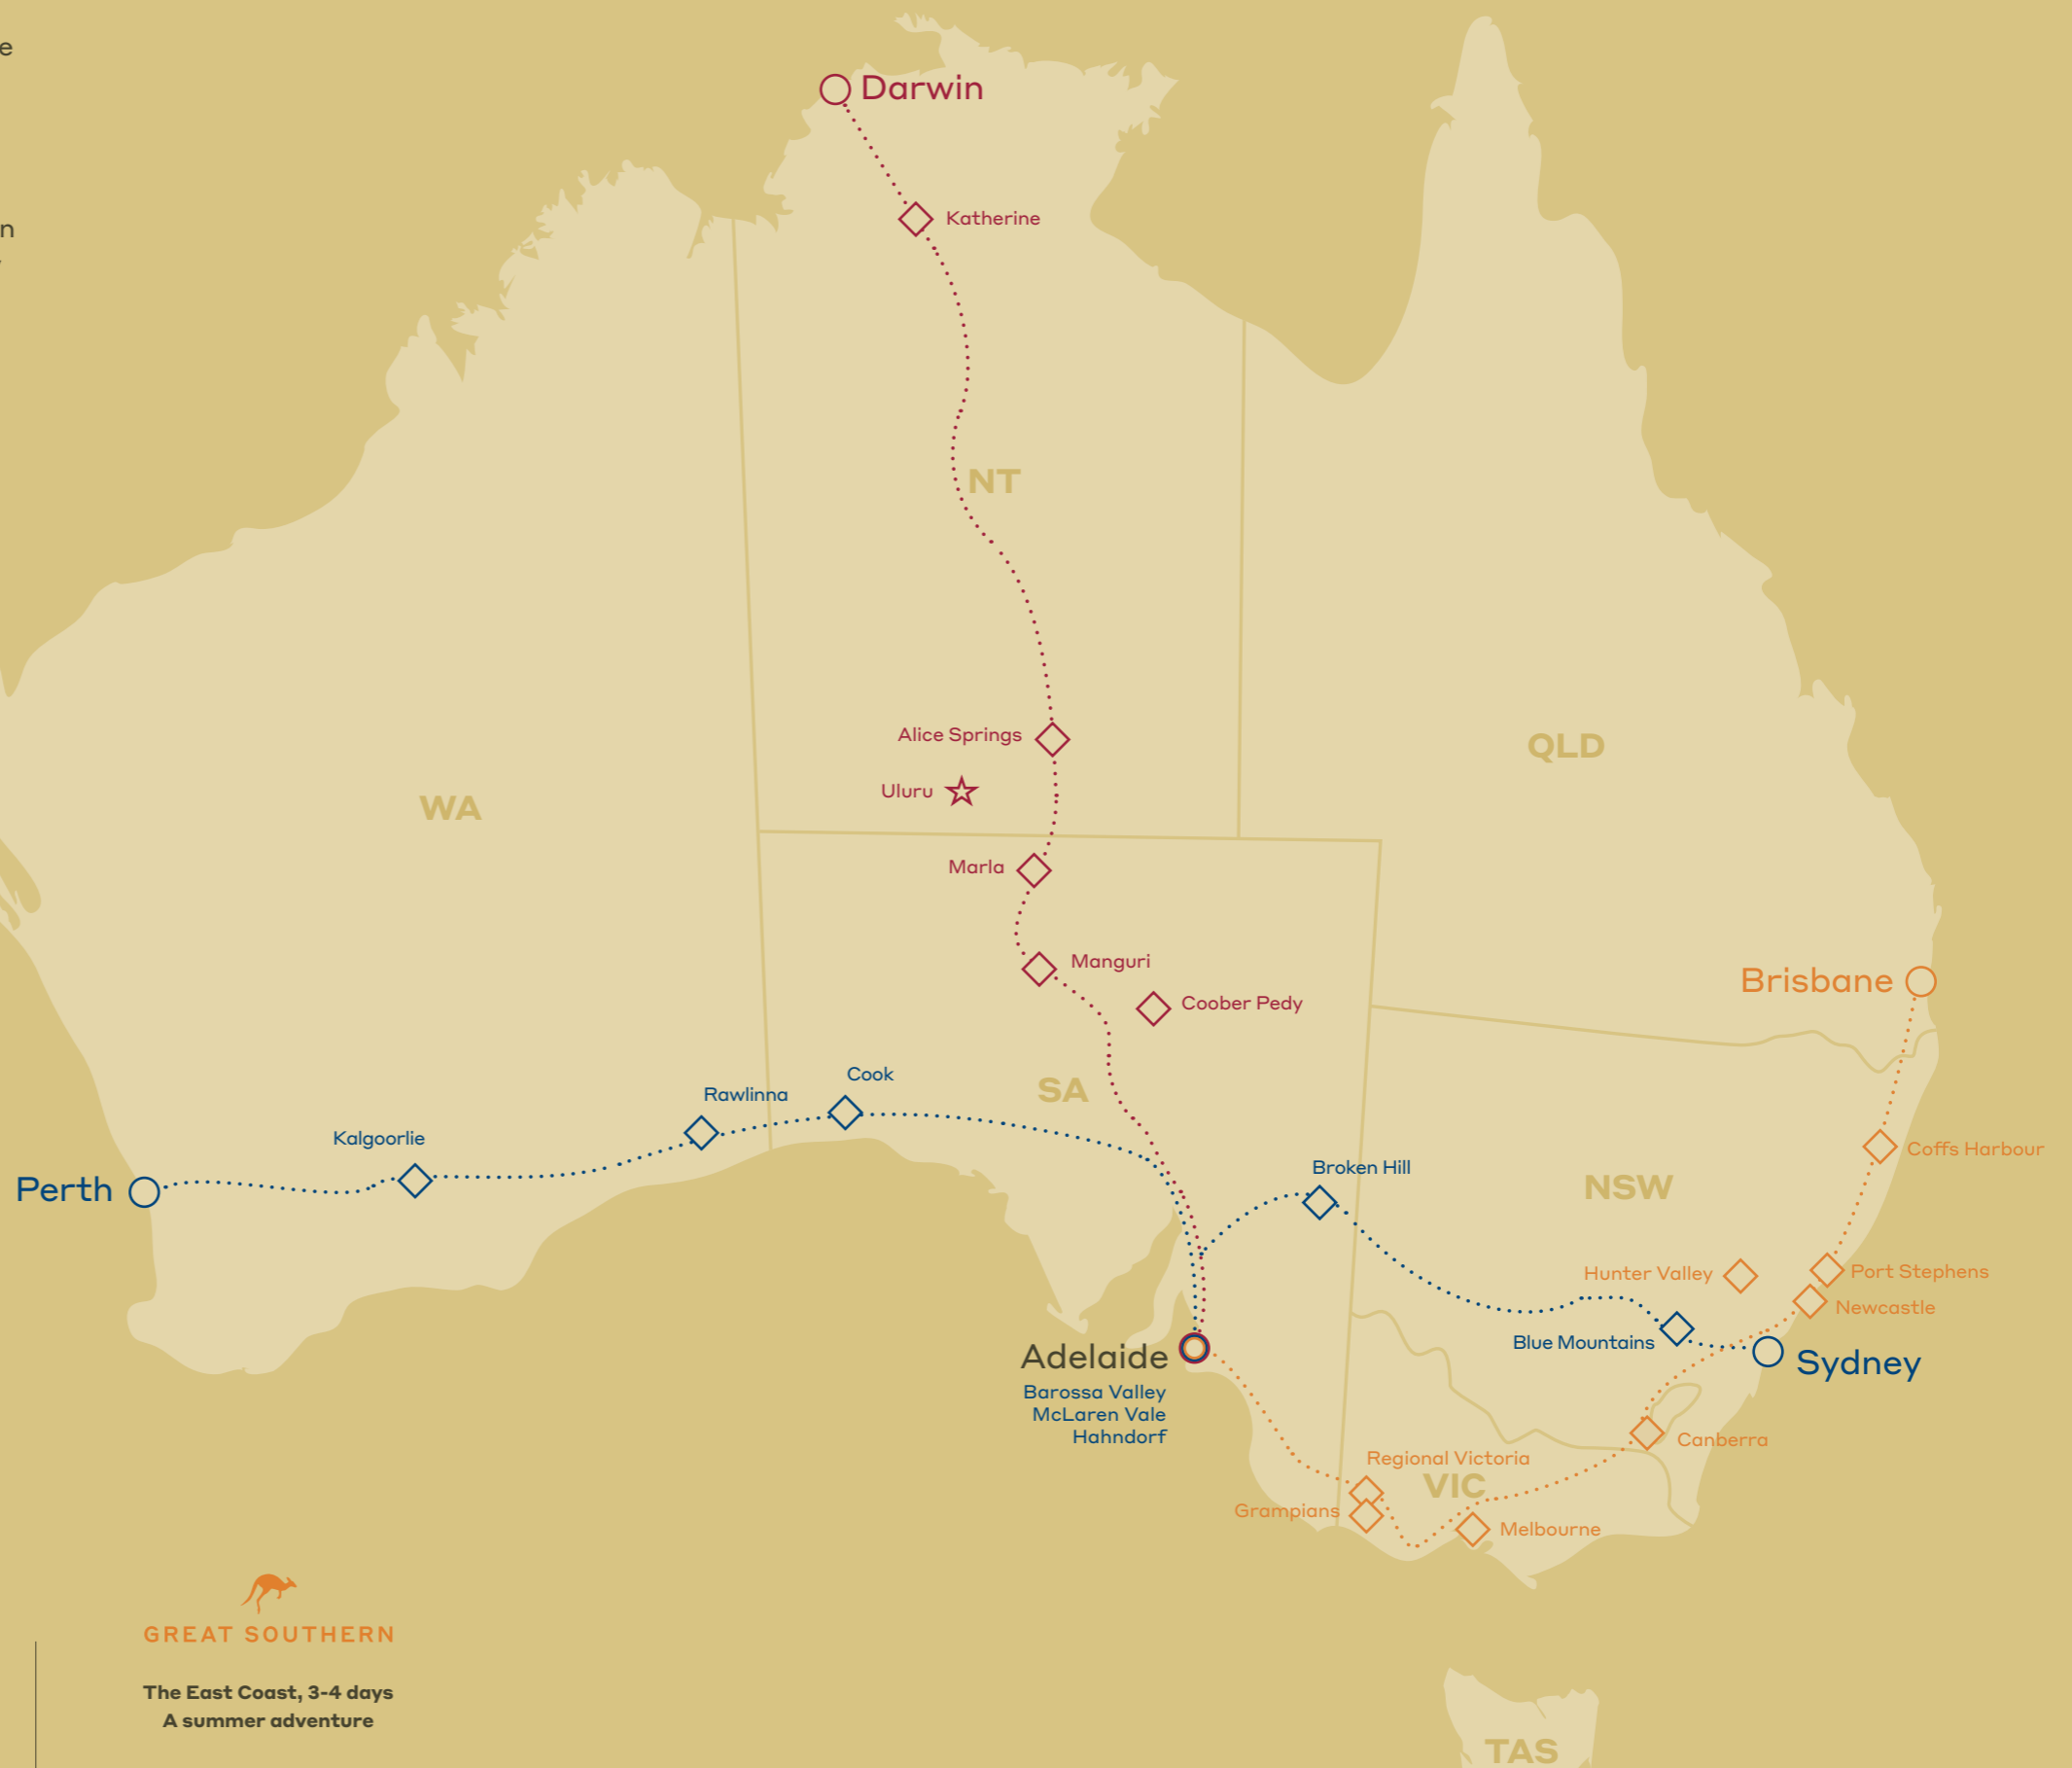 e
n
Darwin
Katherine
NT
Alice Springs
QLD
Uluru
WA
Marla
Manguri
Brisbane
Coober Pedy
Cook
SA
Rawlinna
Kalgoorlie
Coffs Harbour
Broken Hill
Perth
NSW
Hunter Valley
Port Stephens
Newcastle
Blue Mountains
Adelaide
Sydney
Barossa Valley
McLaren Vale
Hahndorf
Canberra
Regional Victoria
VIC
Grampians
Melbourne
GREAT SOUTHERN
The East Coast, 3-4 days
A summer adventure
TAS